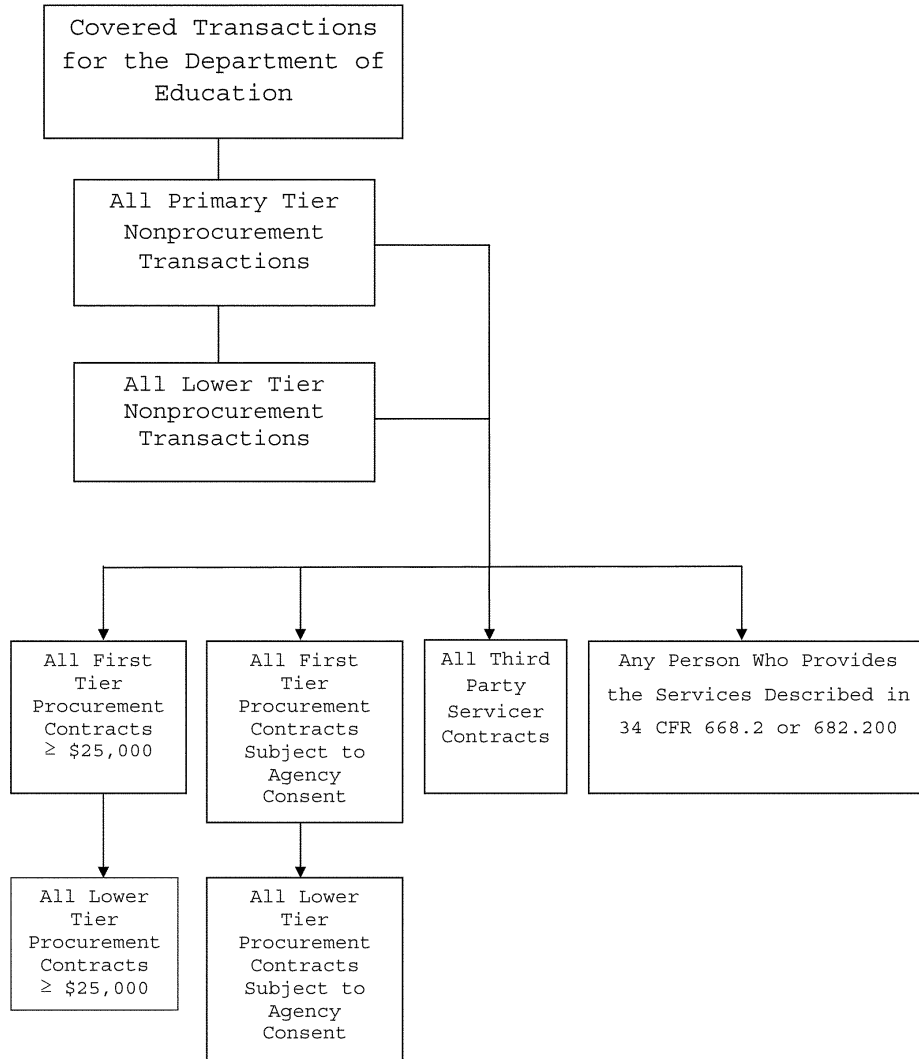 Covered Transactions
for the Department of
Education
All Primary Tier
Nonprocurement
Transactions
All Lower Tier
Nonprocurement
Transactions
All First
Tier
Procurement
Contracts
≥ $25,000
All First
Tier
Procurement
Contracts
Subject to
Agency
Consent
All Third
Party
Servicer
Contracts
Any Person Who Provides
the Services Described in
34 CFR 668.2 or 682.200
All Lower
Tier
Procurement
Contracts
≥ $25,000
All Lower
Tier
Procurement
Contracts
Subject to
Agency
Consent